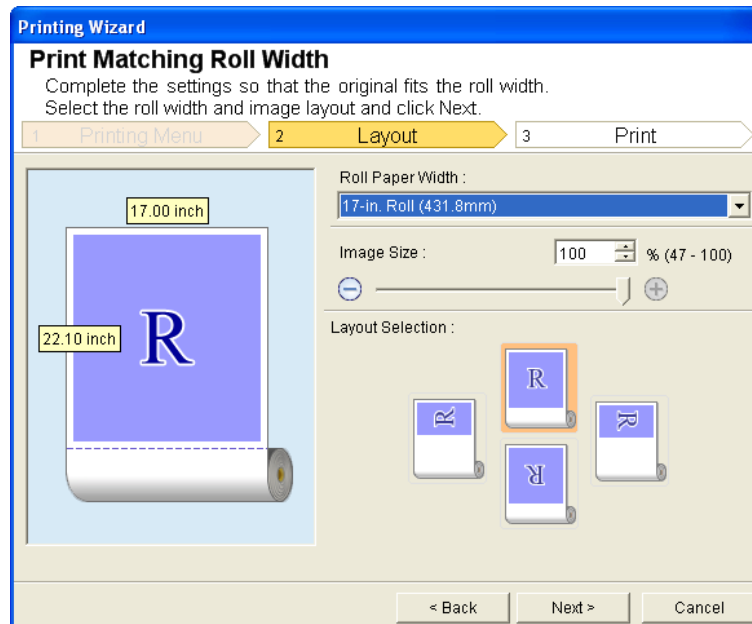 Printing Wizard
Print Matching Roll Width
Complete the settings so that the original fits the roll width.
Select the roll width and image layout and click Next.
1 Printing Menu 2 Layout 3 Print
Roll Paper Width :
17-in. Roll (431.8mm)
17.00 inch
Image Size : 100 % (47 - 100)
22.10 inch
R
Layout Selection :
R
R
R
R
< Back Next > Cancel